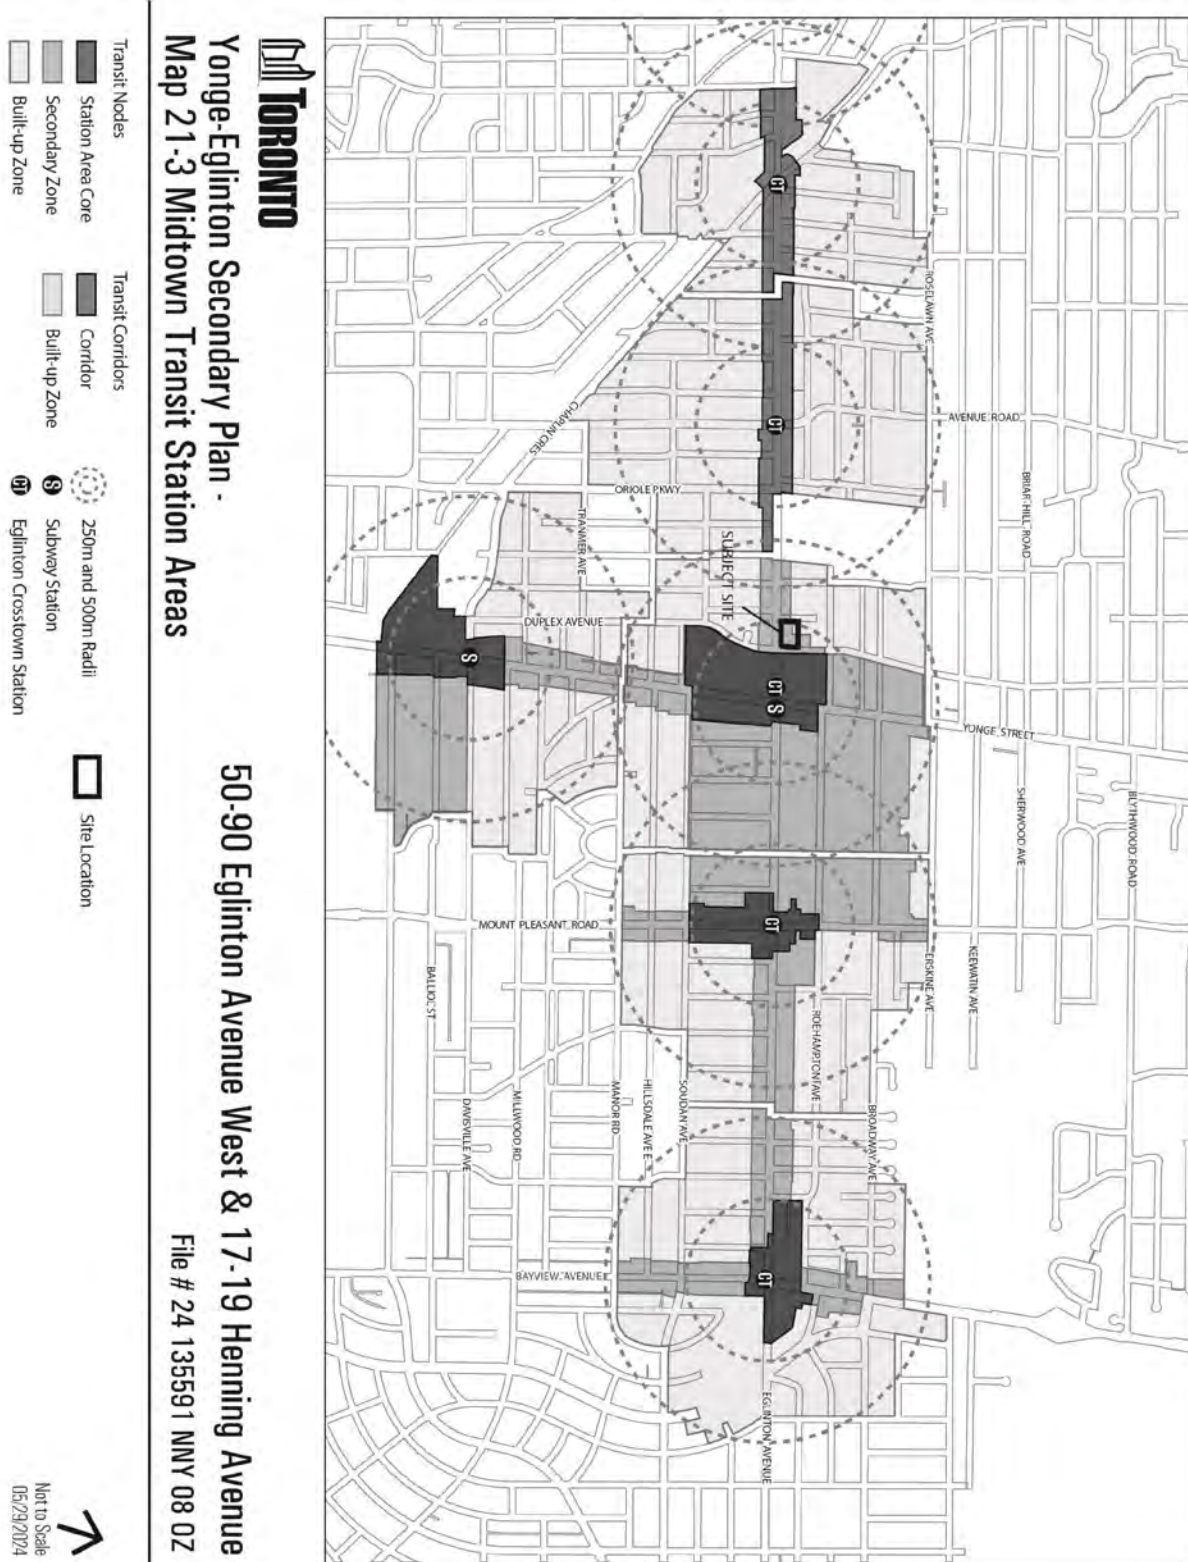 ROSELAWN AVE
AVENUE ROAD
BRIAR HILL ROAD
CHAPLIN CRES
ORIOLE PKWY
TRANMER AVE
SUBJECT SITE
DUPLEX AVENUE
YONGE STREET
SHERWOOD AVE
BLYTHWOOD ROAD
MOUNT PLEASANT ROAD
KEEWATIN AVE
ERSKINE AVE
BALLIOL ST
ROEHAMPTON AVE
BROADWAY AVE
SOUDAN AVE
HILLSDALE AVE E
MANOR RD
MILLWOOD RD
DAVISVILLE AVE
BAYVIEW AVENUE
EGLINTON AVENUE
CT
CT
CT S
S
CT
CT
TORONTO
Yonge-Eglinton Secondary Plan -
Map 21-3 Midtown Transit Station Areas
50-90 Eglinton Avenue West & 17-19 Henning Avenue
File # 24 135591 NNY 08 OZ
Transit Nodes
Station Area Core
Secondary Zone
Built-up Zone
Transit Corridors
Corridor
Built-up Zone
250m and 500m Radii
S Subway Station
CT Eglinton Crosstown Station
Site Location
Not to Scale
05/29/2024